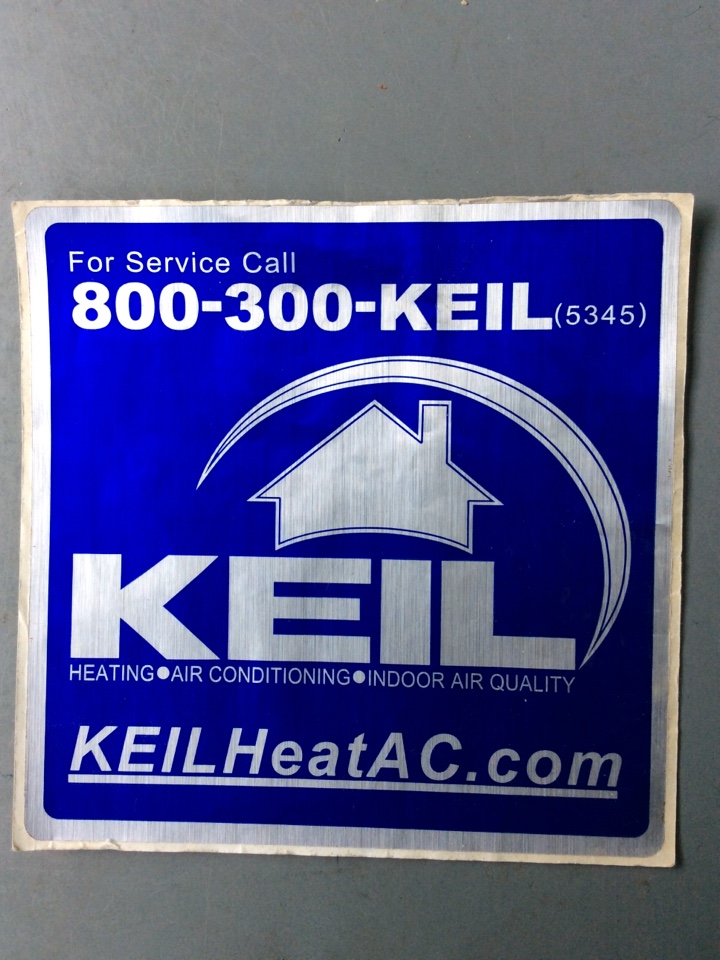 For Service Call
800-300-KEIL(5345)
KEIL
HEATING●AIR CONDITIONING●INDOOR AIR QUALITY
KEILHeatAC.com